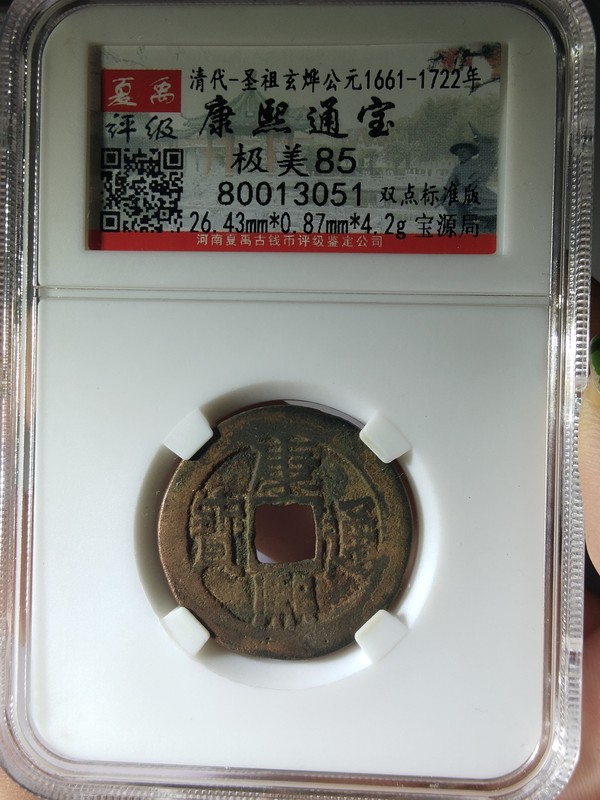 夏禹
评级
清代-圣祖玄烨公元1661-1722年
康熙通宝
极美85
80013051 双点标准版
26.43mm*0.87mm*4.2g 宝源局
河南夏禹古钱币评级鉴定公司
康熙通寶